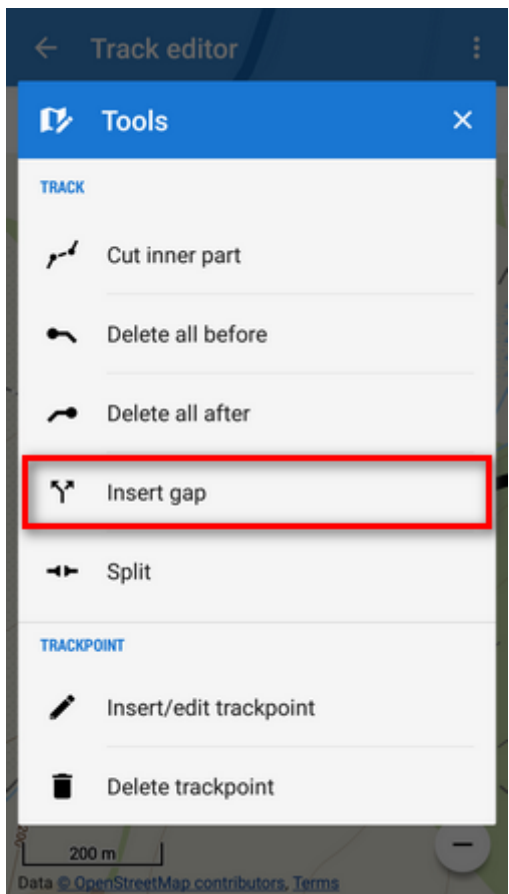 Track editor
Tools
TRACK
Cut inner part
Delete all before
Delete all after
Insert gap
Split
TRACKPOINT
Insert/edit trackpoint
Delete trackpoint
200 m
Data © OpenStreetMap contributors, Terms